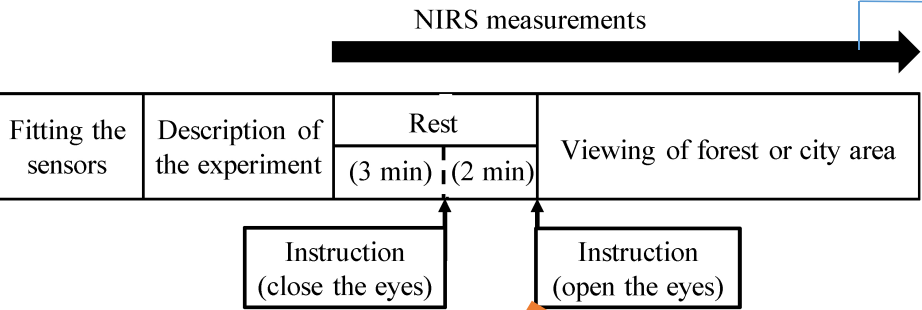 NIRS measurements
Fitting the
sensors
Description of
the experiment
Rest
(3 min)
(2 min)
Viewing of forest or city area
Instruction
(close the eyes)
Instruction
(open the eyes)